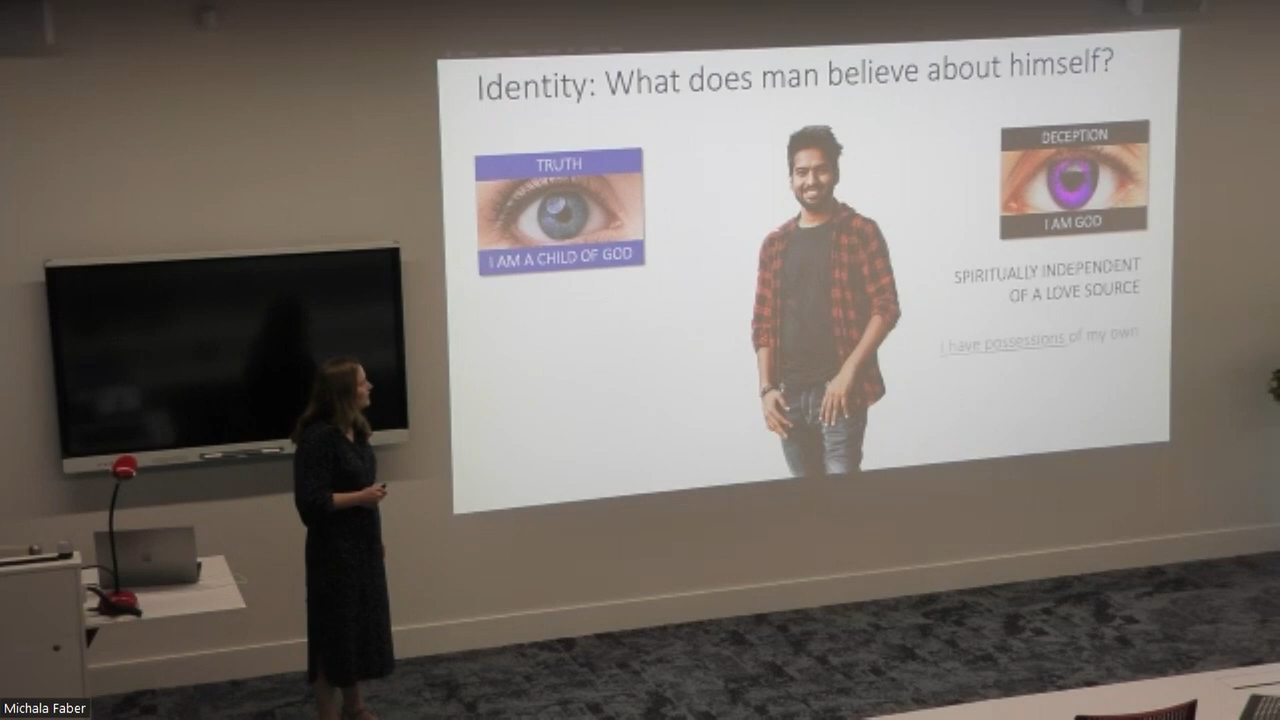 Identity: What does man believe about himself?
TRUTH
I AM A CHILD OF GOD
DECEPTION
I AM GOD
SPIRITUALLY INDEPENDENT
OF A LOVE SOURCE
I have possessions of my own
Michala Faber